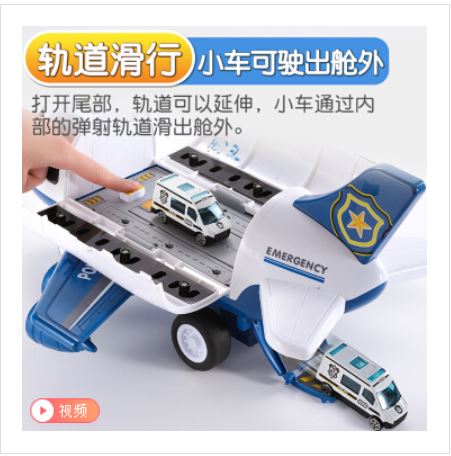 轨道滑行 小车可驶出舱外
打开尾部，轨道可以延伸，小车通过内
部的弹射轨道滑出舱外。
EMERGENCY
PO
视频